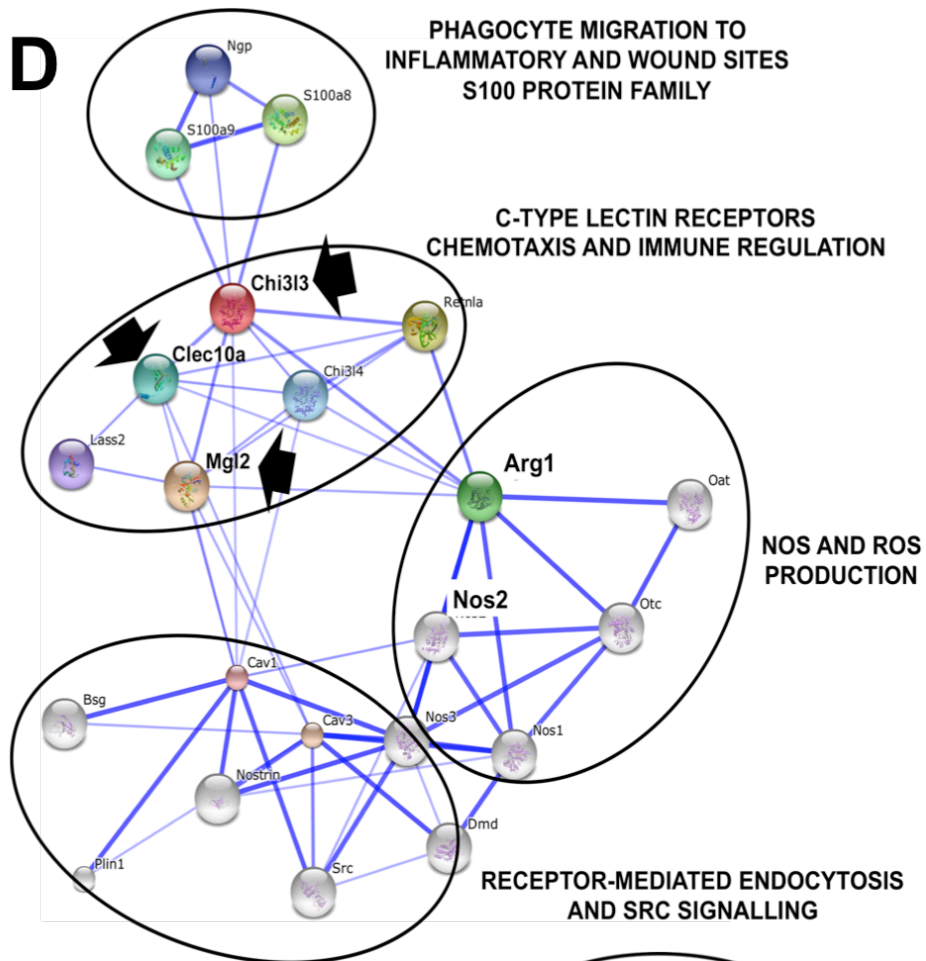 D
PHAGOCYTE MIGRATION TO
INFLAMMATORY AND WOUND SITES
S100 PROTEIN FAMILY
Ngp
S100a8
S100a9
C-TYPE LECTIN RECEPTORS
CHEMOTAXIS AND IMMUNE REGULATION
Chi3l3
Retnla
Clec10a
Chi3l4
Lass2
Mgl2
Arg1
Oat
NOS AND ROS
PRODUCTION
Nos2
Otc
Cav1
Bsg
Cav3
Nos3
Nos1
Nostrin
Dmd
Plin1
Src
RECEPTOR-MEDIATED ENDOCYTOSIS
AND SRC SIGNALLING